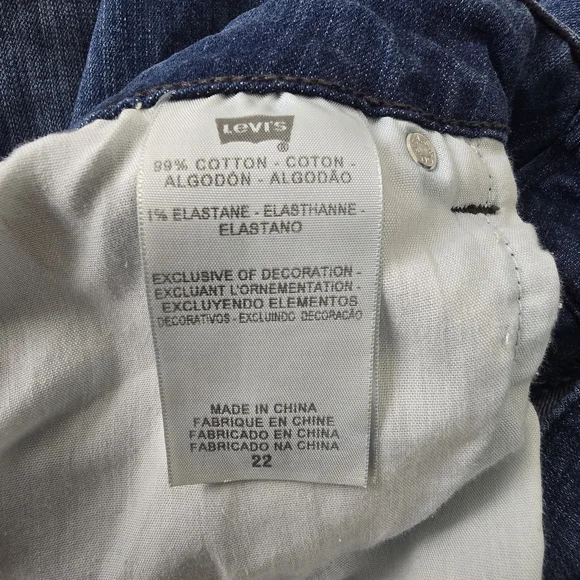 LEVI'S
®
99% COTTON - COTON -
ALGODÓN - ALGODÃO
1% ELASTANE - ELASTHANNE -
ELASTANO
EXCLUSIVE OF DECORATION -
EXCLUANT L'ORNEMENTATION -
EXCLUYENDO ELEMENTOS
DECORATIVOS - EXCLUINDO DECORAÇÃO
MADE IN CHINA
FABRIQUE EN CHINE
FABRICADO EN CHINA
FABRICADO NA CHINA
22